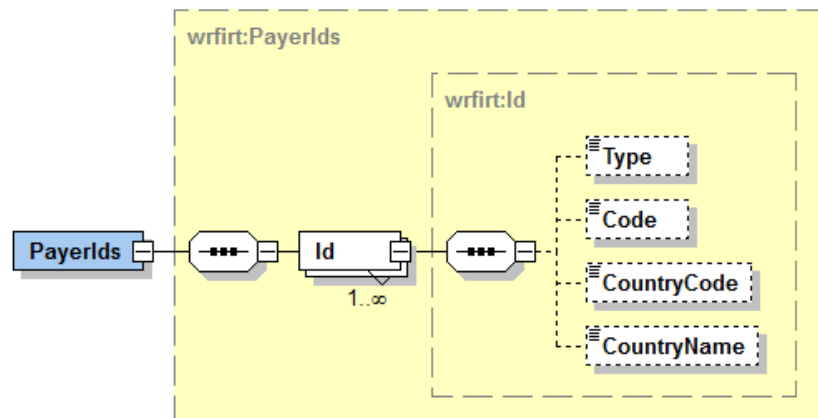 wrfirt:PayerIds
wrfirt:Id
Type
Code
PayerIds
Id
1..∞
CountryCode
CountryName